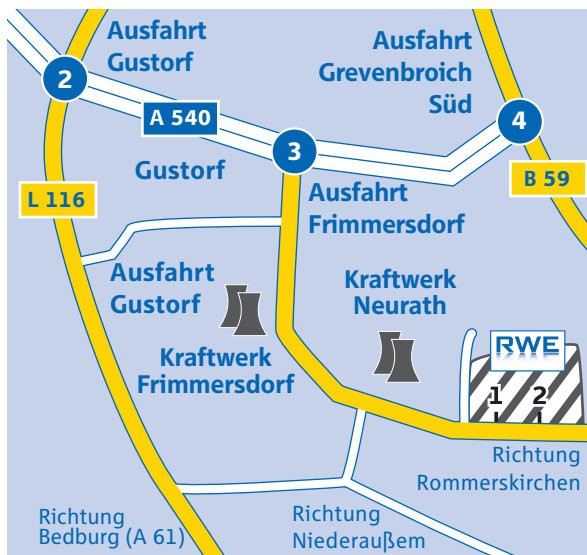 Ausfahrt
Gustorf
2
Ausfahrt
Grevenbroich
Süd
4
A 540
3
Gustorf
B 59
L 116
Ausfahrt
Frimmersdorf
Ausfahrt
Gustorf
Kraftwerk
Neurath
Kraftwerk
Frimmersdorf
RWE
1 2
Richtung
Rommerskirchen
Richtung
Bedburg (A 61)
Richtung
Niederaußem